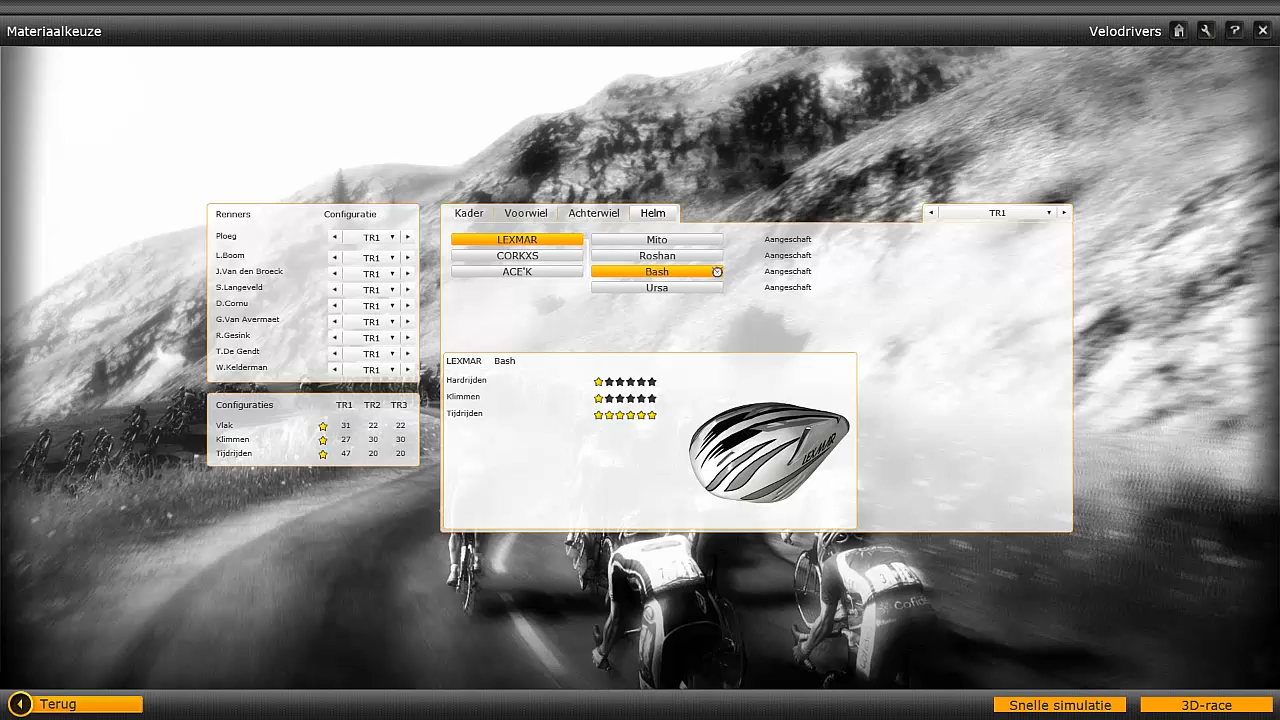 Materiaalkeuze
Velodrivers
Renners Configuratie
Ploeg TR1
L.Boom TR1
J.Van den Broeck TR1
S.Langeveld TR1
D.Cornu TR1
G.Van Avermaet TR1
R.Gesink TR1
T.De Gendt TR1
W.Kelderman TR1
Configuraties TR1 TR2 TR3
Vlak 31 22 22
Klimmen 27 30 30
Tijdrijden 47 20 20
Kader Voorwiel Achterwiel Helm
TR1
LEXMAR Mito Aangeschaft
CORKXS Roshan Aangeschaft
ACE'K Bash Aangeschaft
Ursa Aangeschaft
LEXMAR Bash
Hardrijden
Klimmen
Tijdrijden
LEXMAR
Cofidis
Terug
Snelle simulatie
3D-race